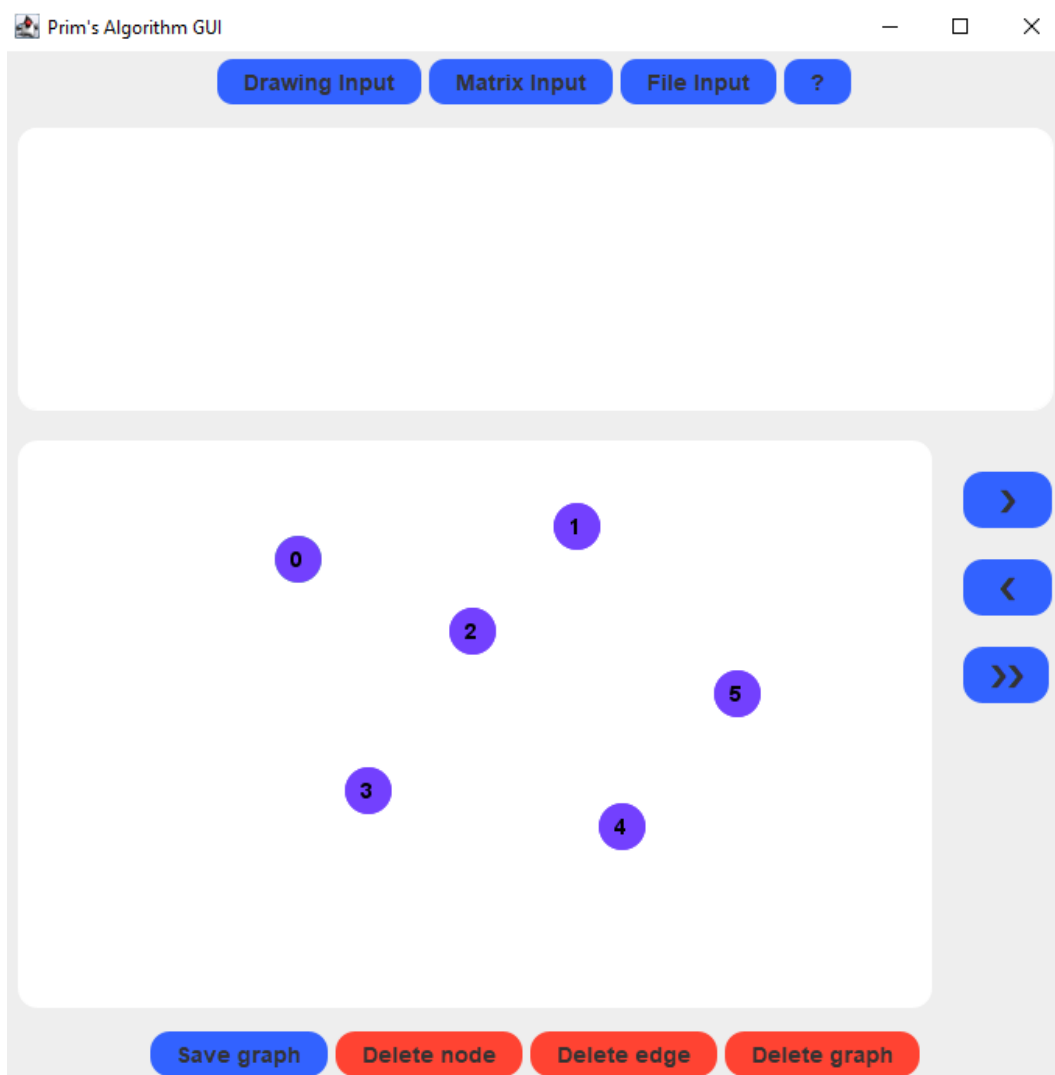 Prim's Algorithm GUI
Drawing Input Matrix Input File Input ?
1
0
2
5
3
4
Save graph Delete node Delete edge Delete graph